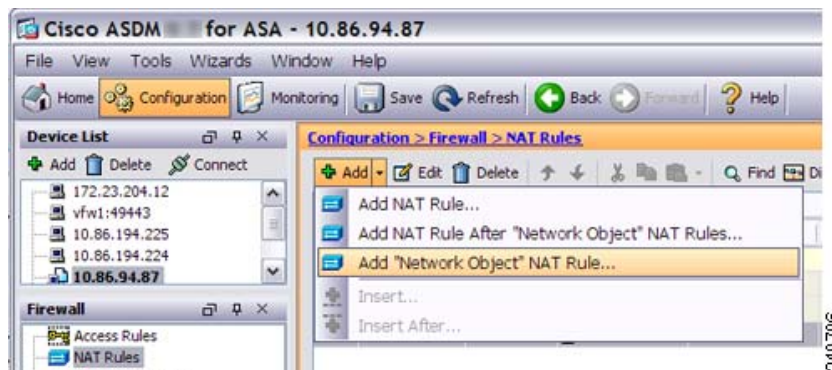 Cisco ASDM for ASA - 10.86.94.87
File View Tools Wizards Window Help
Home Configuration Monitoring Save Refresh Back Forward Help
Device List
Add Delete Connect
172.23.204.12
vfw1:49443
10.86.194.225
10.86.194.224
10.86.94.87
Firewall
Access Rules
NAT Rules
Configuration > Firewall > NAT Rules
Add Edit Delete Find Di
Add NAT Rule...
Add NAT Rule After "Network Object" NAT Rules...
Add "Network Object" NAT Rule...
Insert...
Insert After...